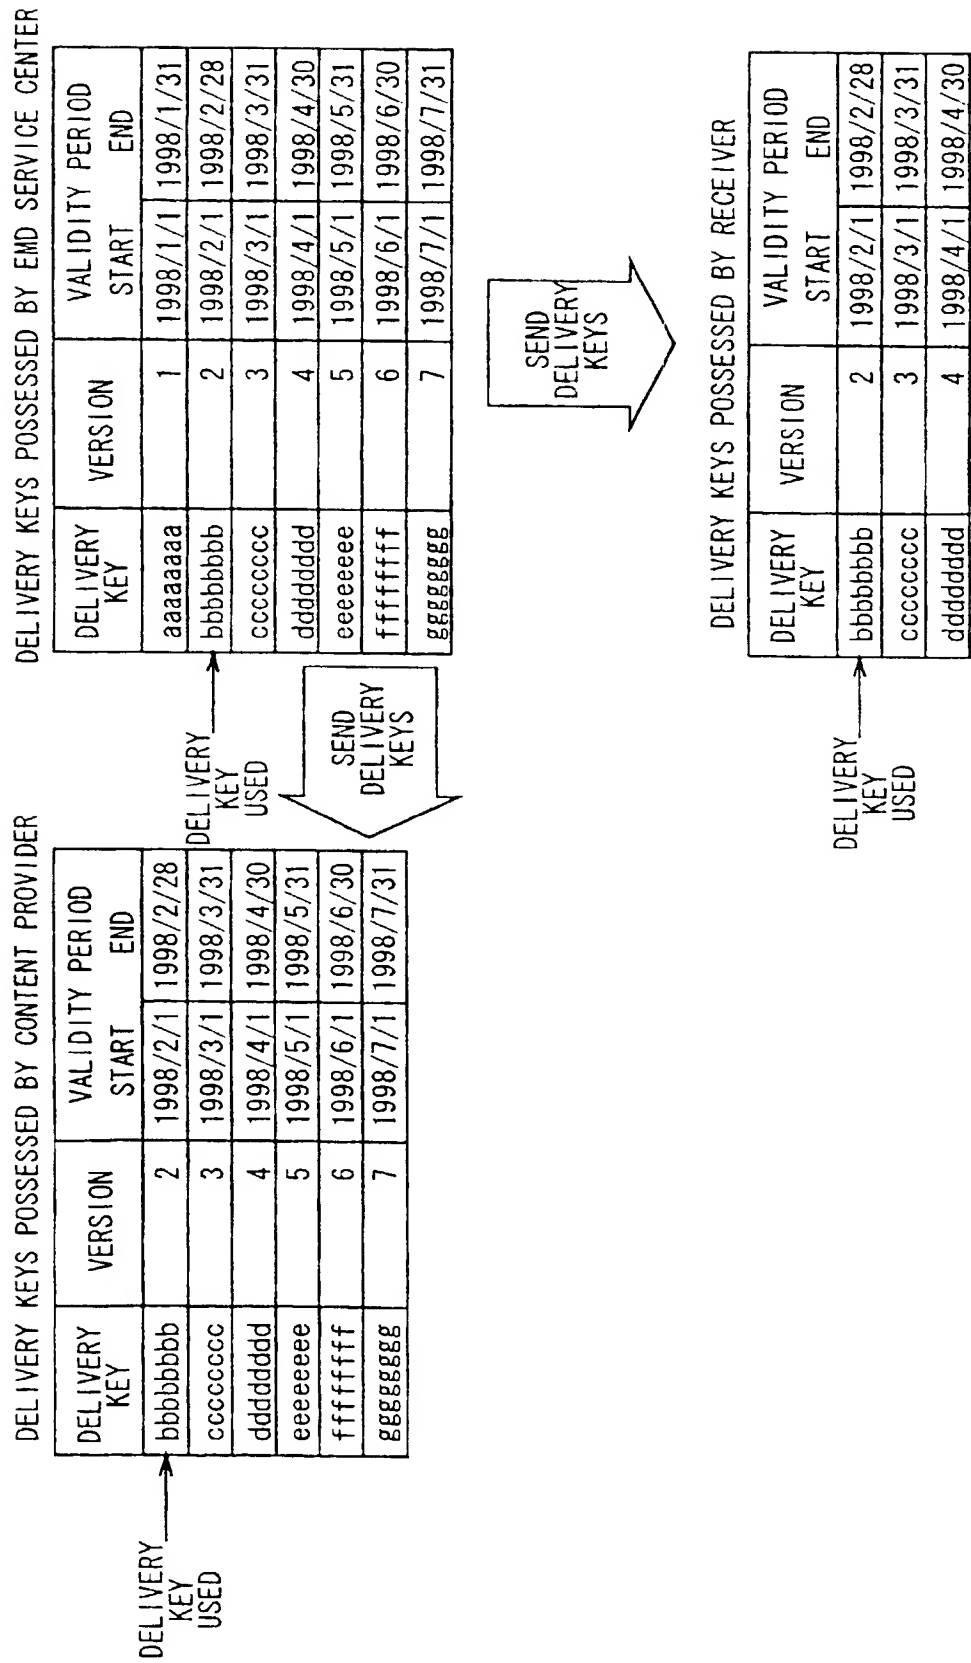 DELIVERY KEYS POSSESSED BY CONTENT PROVIDER
DELIVERY KEY VERSION VALIDITY PERIOD START END
bbbbbbbb 2 1998/2/1 1998/2/28
cccccccc 3 1998/3/1 1998/3/31
dddddddd 4 1998/4/1 1998/4/30
eeeeeeee 5 1998/5/1 1998/5/31
ffffffff 6 1998/6/1 1998/6/30
gggggggg 7 1998/7/1 1998/7/31
DELIVERY
KEY
USED
DELIVERY KEYS POSSESSED BY EMD SERVICE CENTER
DELIVERY KEY VERSION VALIDITY PERIOD START END
aaaaaaaa 1 1998/1/1 1998/1/31
bbbbbbbb 2 1998/2/1 1998/2/28
cccccccc 3 1998/3/1 1998/3/31
dddddddd 4 1998/4/1 1998/4/30
eeeeeeee 5 1998/5/1 1998/5/31
ffffffff 6 1998/6/1 1998/6/30
gggggggg 7 1998/7/1 1998/7/31
DELIVERY
KEY
USED
SEND
DELIVERY
KEYS
SEND
DELIVERY
KEYS
DELIVERY KEYS POSSESSED BY RECEIVER
DELIVERY KEY VERSION VALIDITY PERIOD START END
bbbbbbbb 2 1998/2/1 1998/2/28
cccccccc 3 1998/3/1 1998/3/31
dddddddd 4 1998/4/1 1998/4/30
DELIVERY
KEY
USED